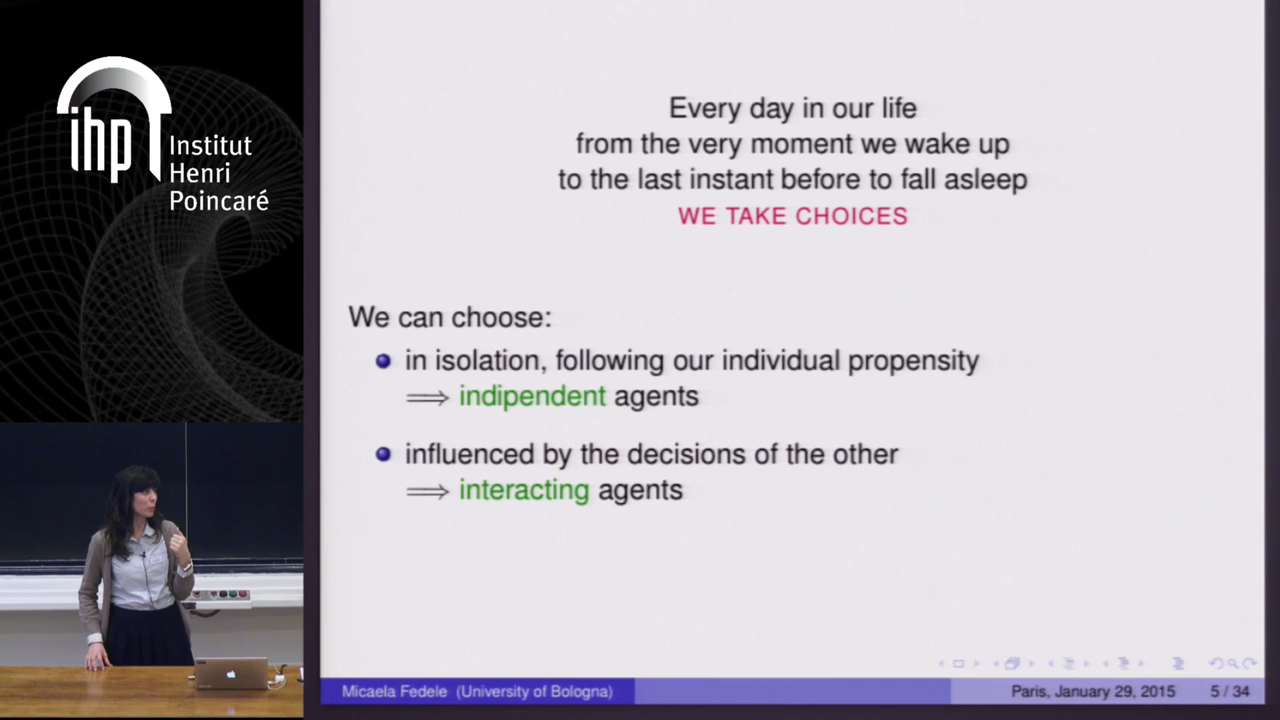 ihp
Institut
Henri
Poincaré
Every day in our life
from the very moment we wake up
to the last instant before to fall asleep
WE TAKE CHOICES
We can choose:
in isolation, following our individual propensity
⟹ indipendent agents
influenced by the decisions of the other
⟹ interacting agents
Micaela Fedele (University of Bologna)
Paris, January 29, 2015
5 / 34